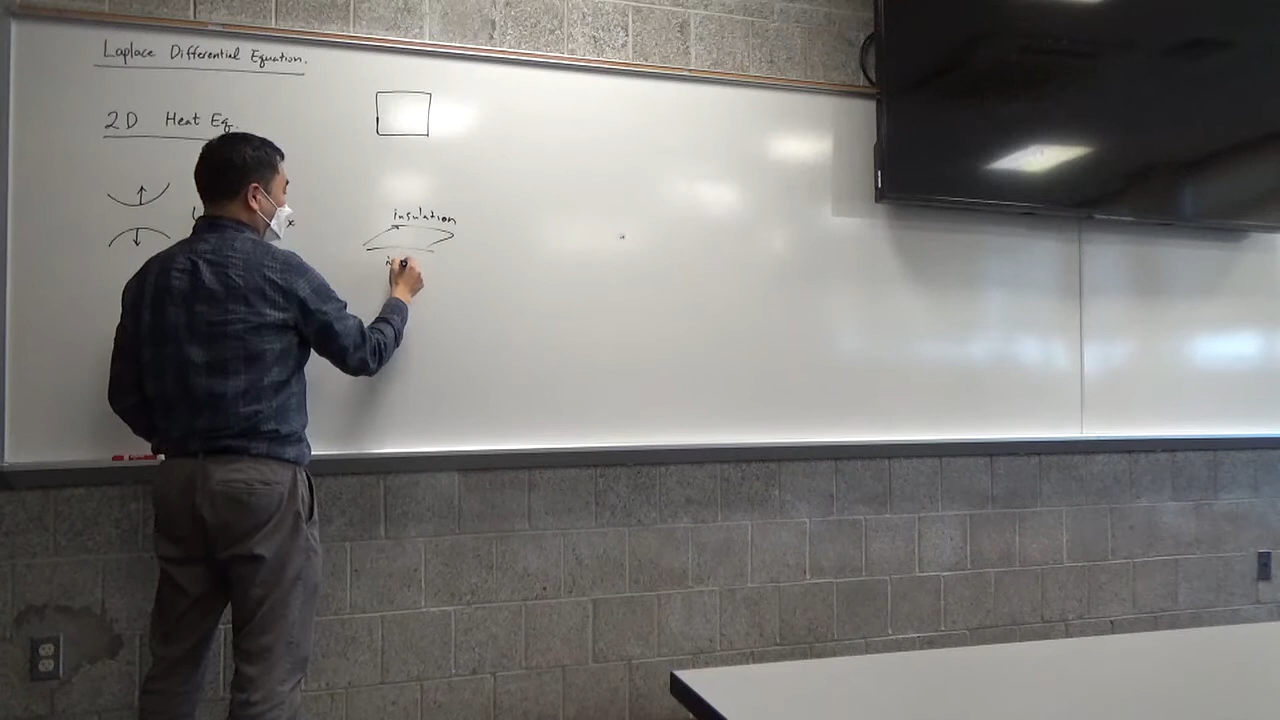 Laplace Differential Equation.
2D Heat Eq.
insulation